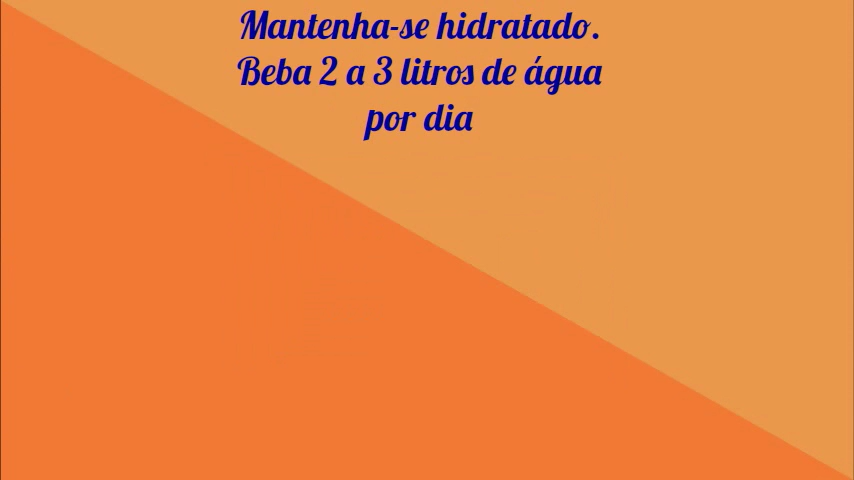 Mantenha-se hidratado.
Beba 2 a 3 litros de água
por dia